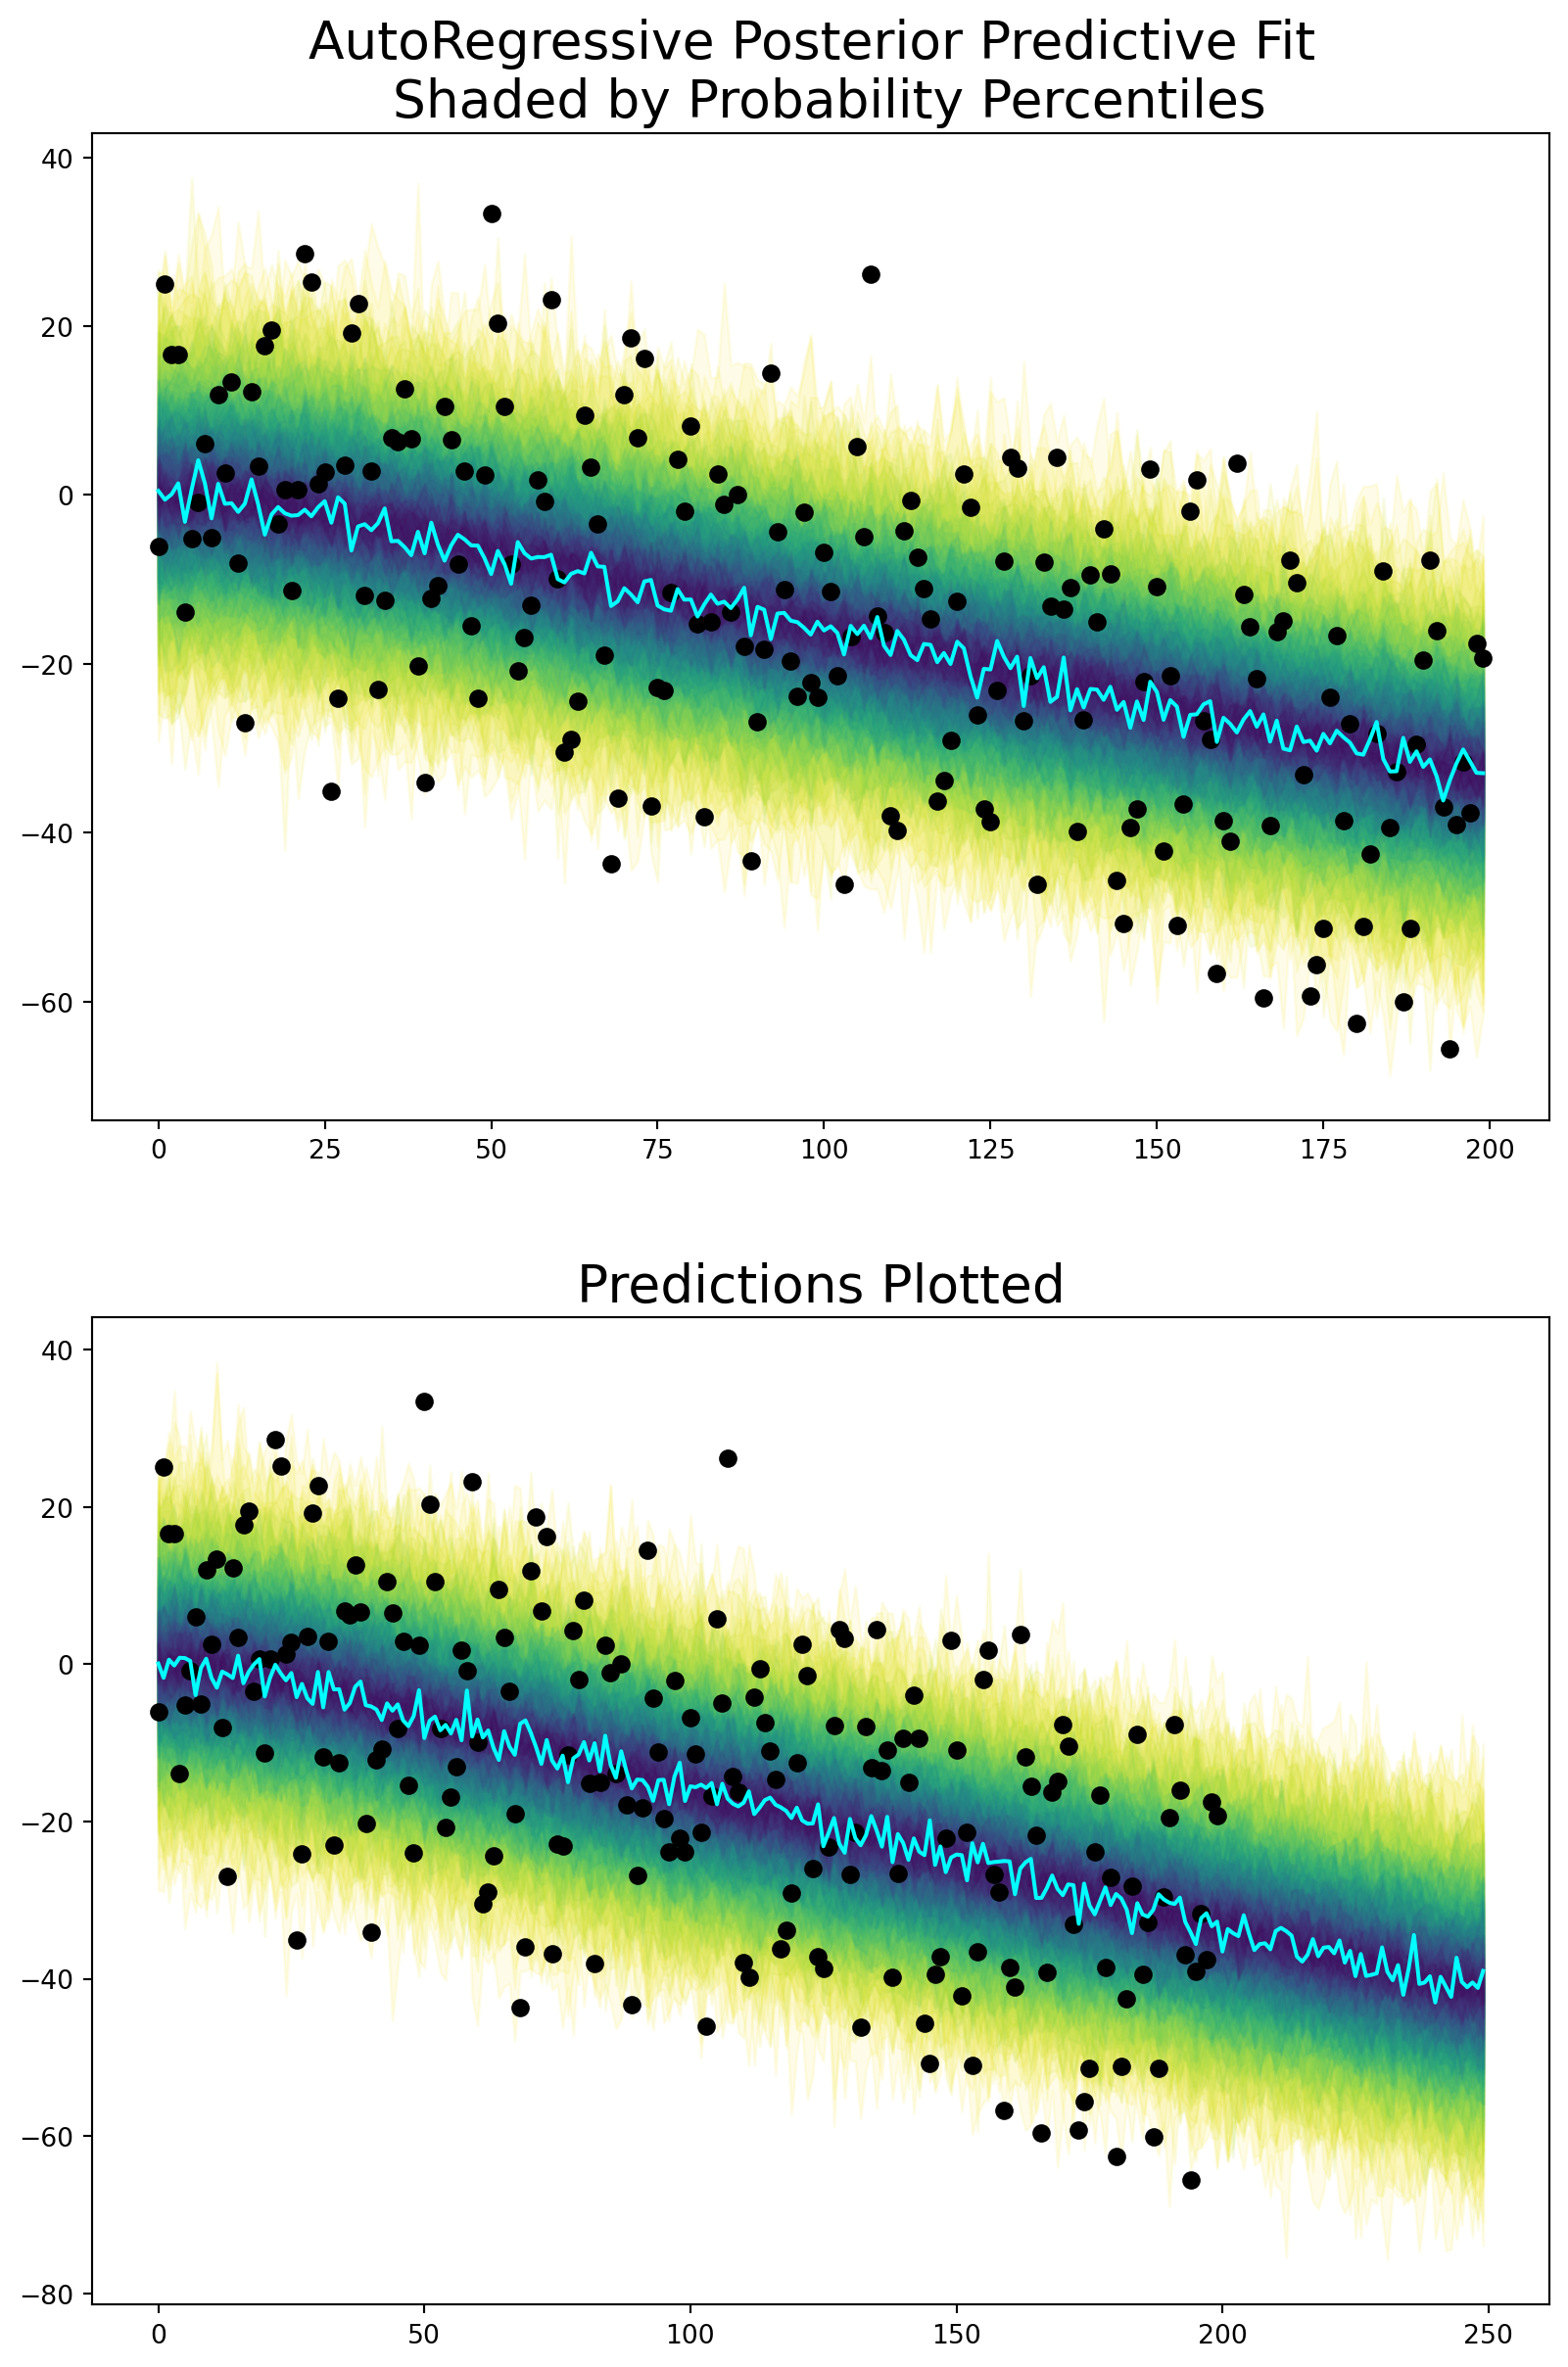 AutoRegressive Posterior Predictive Fit
Shaded by Probability Percentiles
40
20
0
−20
−40
−60
0 25 50 75 100 125 150 175 200
Predictions Plotted
40
20
0
−20
−40
−60
−80
0 50 100 150 200 250